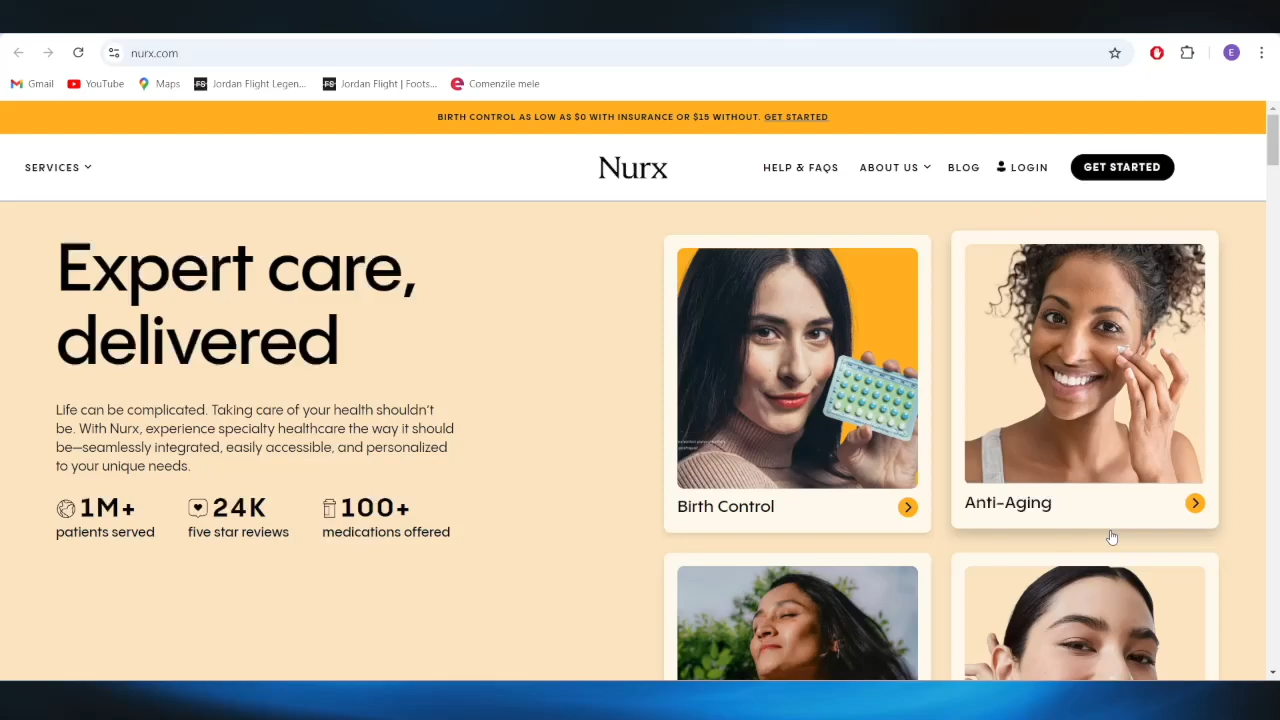 nurx.com
Gmail YouTube Maps Jordan Flight Legen... Jordan Flight | Foots... Comenzile mele
E
BIRTH CONTROL AS LOW AS $0 WITH INSURANCE OR $15 WITHOUT. GET STARTED
SERVICES Nurx HELP & FAQS ABOUT US BLOG LOGIN GET STARTED
Expert care,
delivered
Life can be complicated. Taking care of your health shouldn't
be. With Nurx, experience specialty healthcare the way it should
be—seamlessly integrated, easily accessible, and personalized
to your unique needs.
1M+ 24K 100+
patients served five star reviews medications offered
Birth Control
Anti-Aging